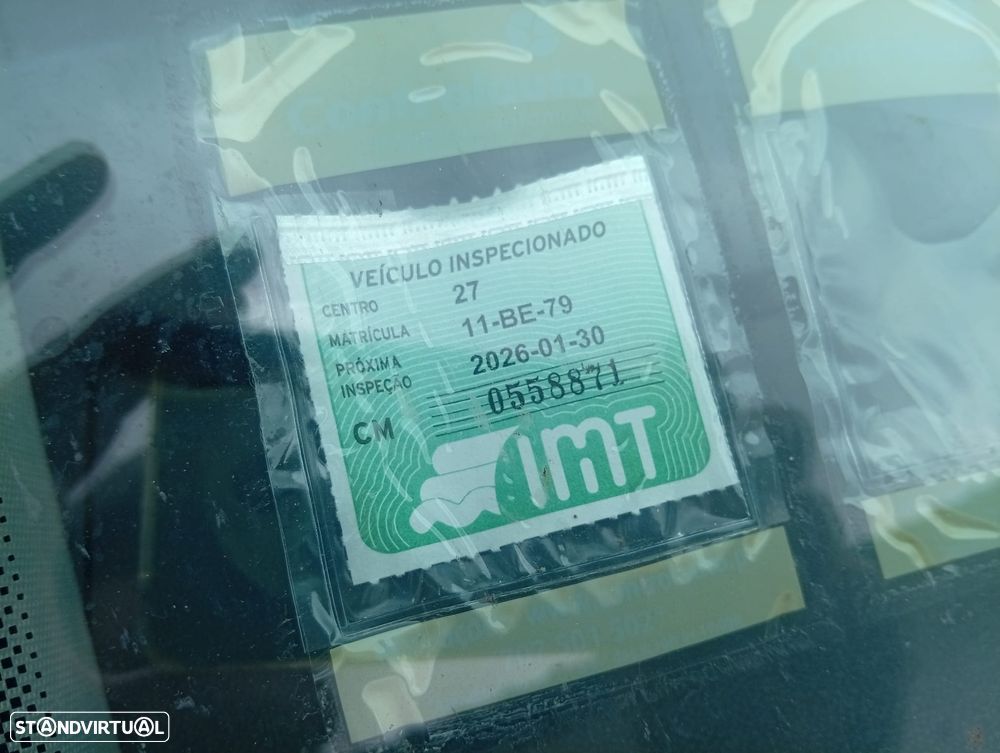 VEÍCULO INSPECIONADO
CENTRO 27
MATRÍCULA 11-BE-79
PRÓXIMA INSPEÇÃO 2026-01-30
CM 0558871
IMT
STANDVIRTUAL